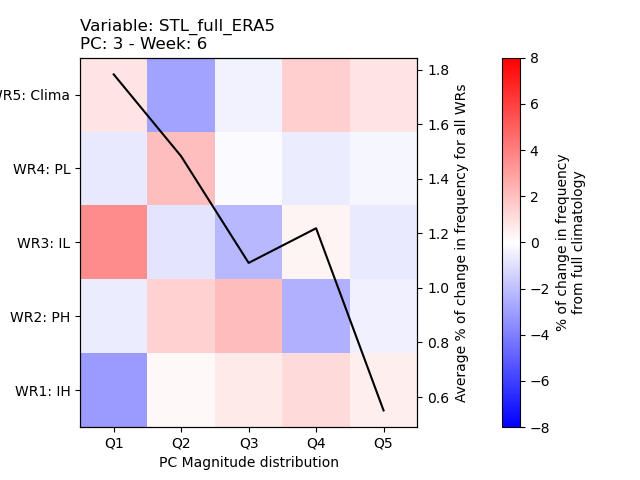 Variable: STL_full_ERA5
PC: 3 - Week: 6
R5: Clima
WR4: PL
WR3: IL
WR2: PH
WR1: IH
Q1 Q2 Q3 Q4 Q5
PC Magnitude distribution
1.8
1.6
1.4
1.2
1.0
0.8
0.6
Average % of change in frequency for all WRs
8
6
4
2
0
−2
−4
−6
−8
% of change in frequency
from full climatology